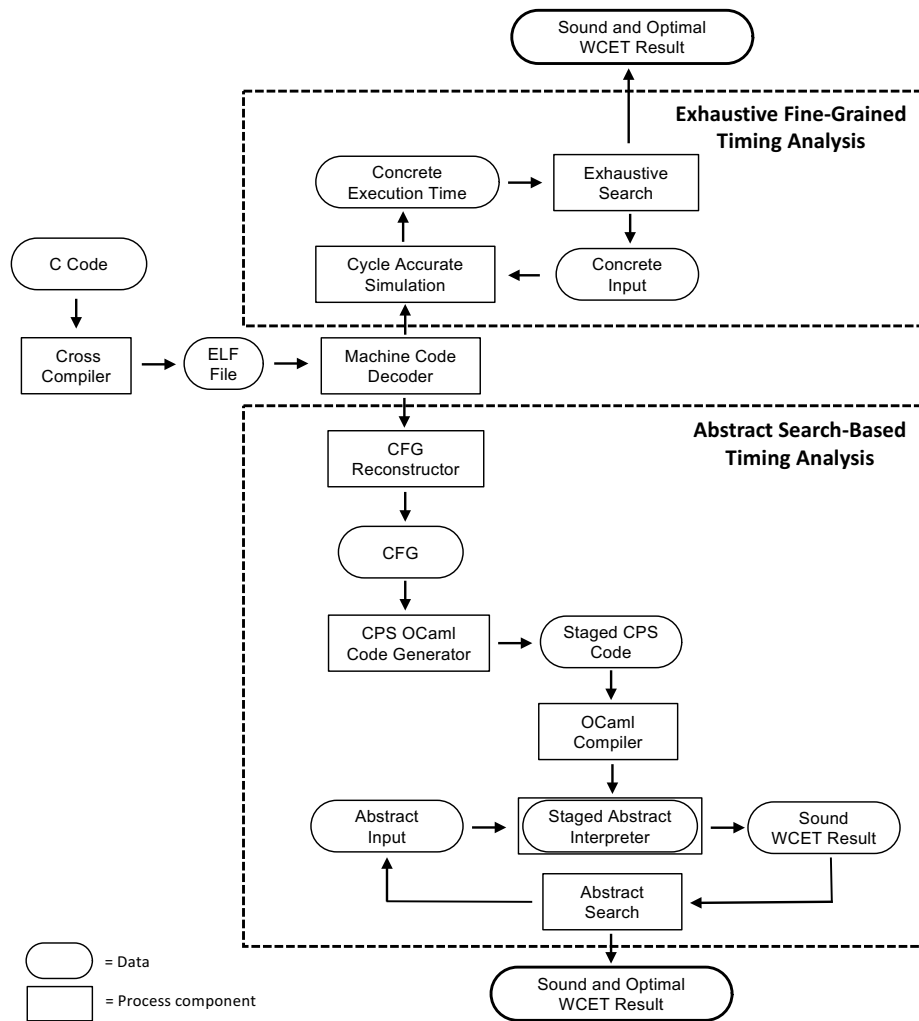 Sound and Optimal
WCET Result
Exhaustive Fine-Grained
Timing Analysis
Concrete
Execution Time
Exhaustive
Search
C Code
Cycle Accurate
Simulation
Concrete
Input
Cross
Compiler
ELF
File
Machine Code
Decoder
Abstract Search-Based
Timing Analysis
CFG
Reconstructor
CFG
CPS OCaml
Code Generator
Staged CPS
Code
OCaml
Compiler
Abstract
Input
Staged Abstract
Interpreter
Sound
WCET Result
Abstract
Search
= Data
= Process component
Sound and Optimal
WCET Result